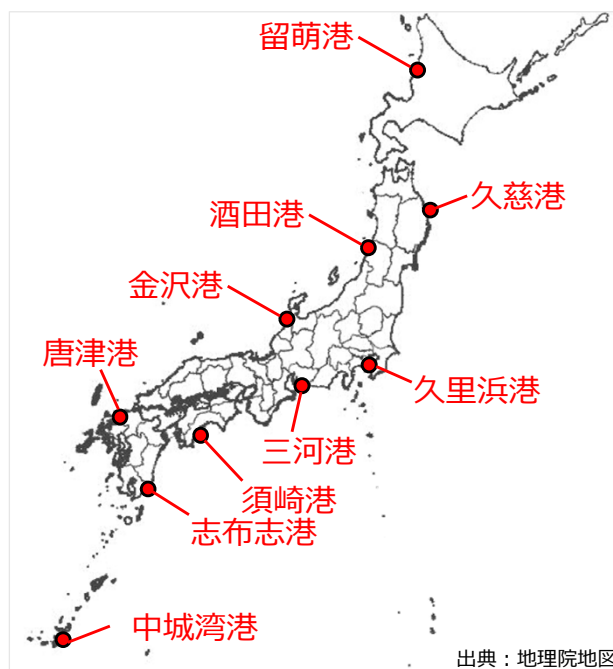 留萌港
久慈港
酒田港
金沢港
唐津港
久里浜港
三河港
須崎港
志布志港
中城湾港
出典：地理院地図